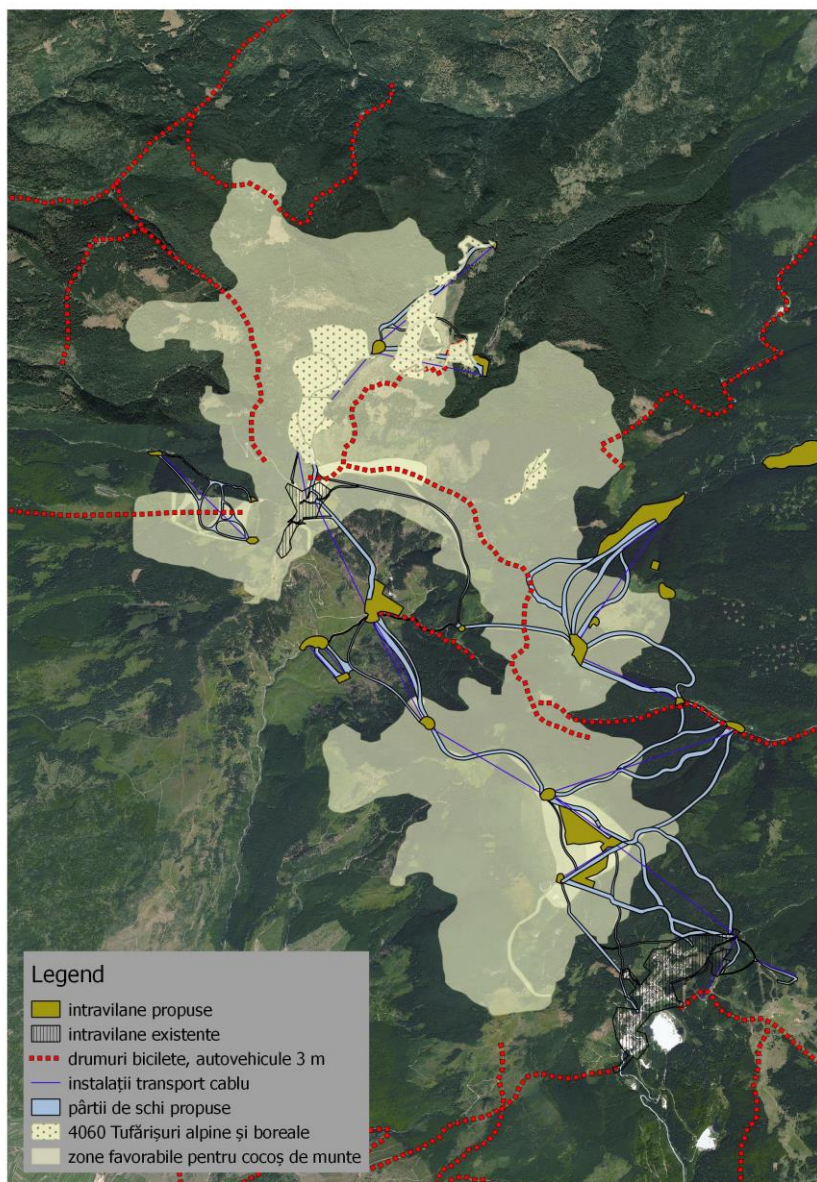 Legend
intravilane propuse
intravilane existente
drumuri bicilete, autovehicule 3 m
instalații transport cablu
pârtii de schi propuse
4060 Tufărișuri alpine și boreale
zone favorabile pentru cocoș de munte